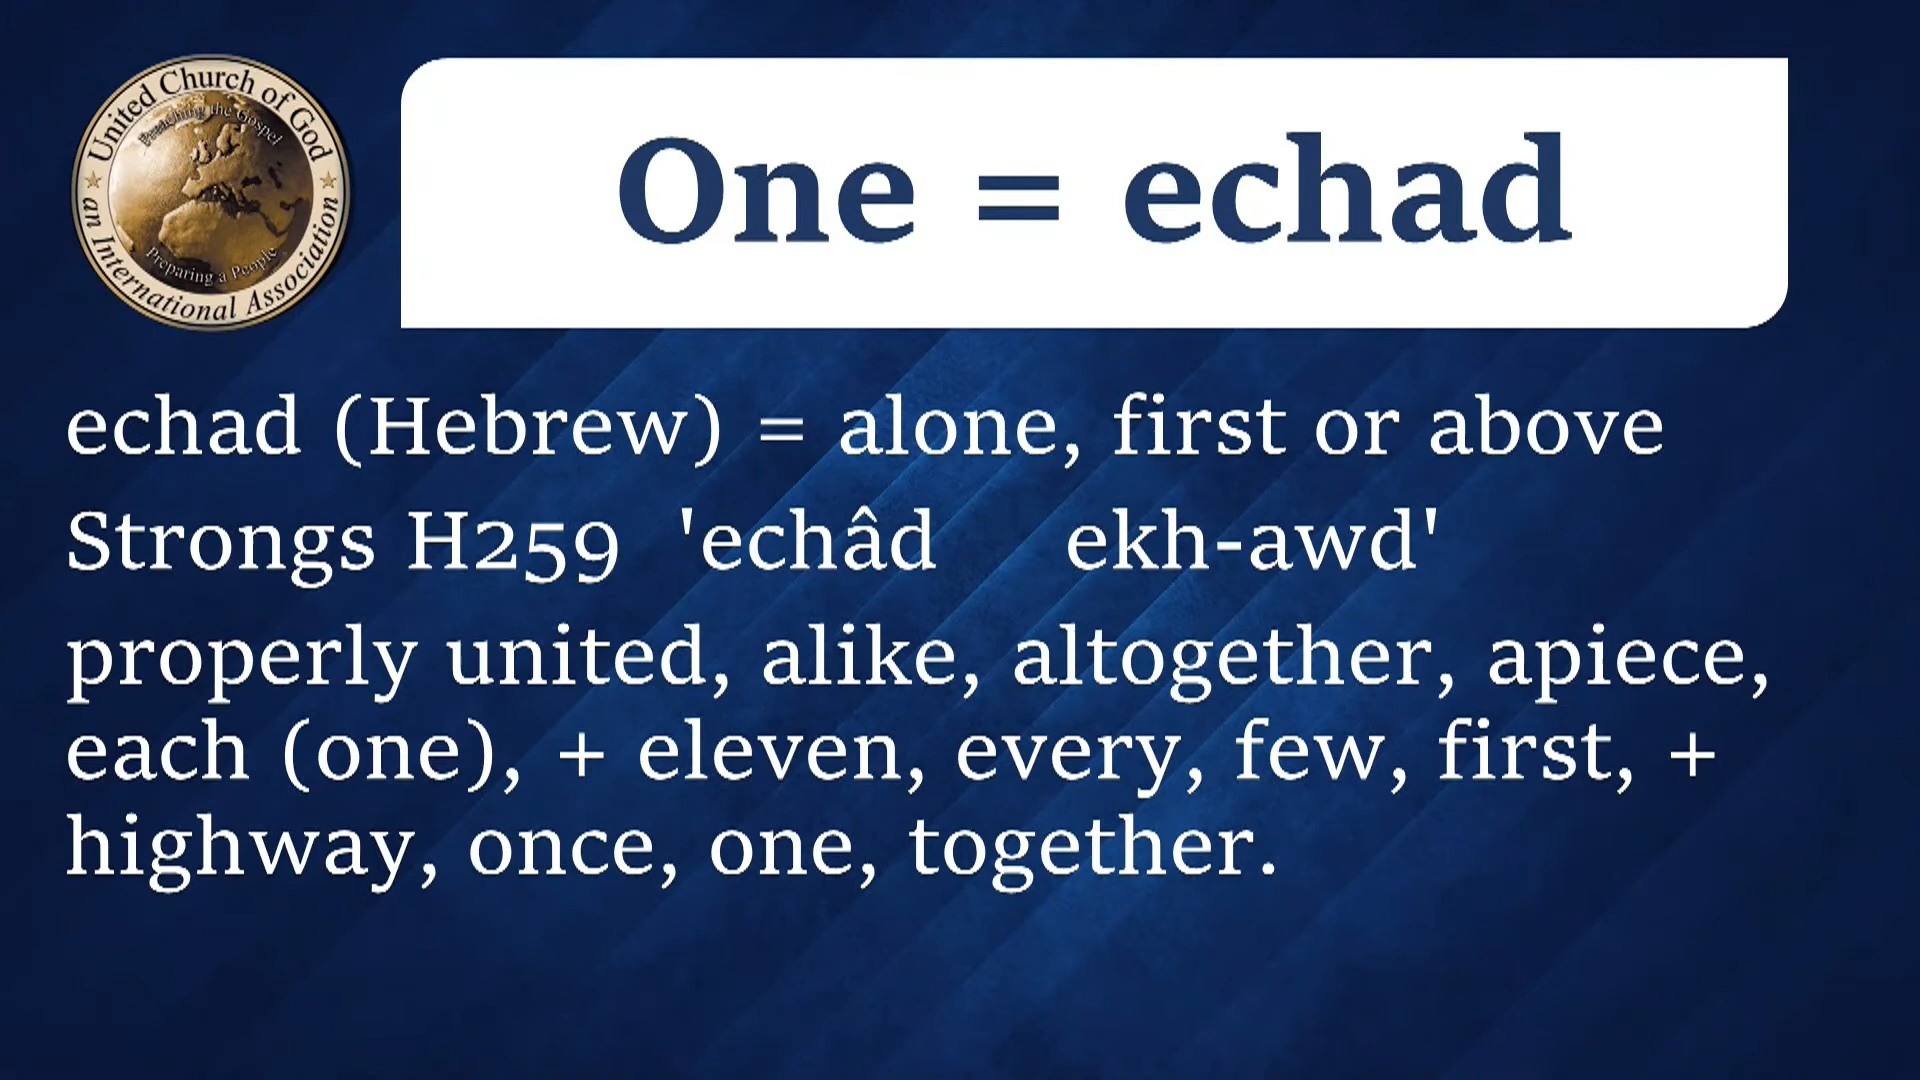 United Church of God
Preaching the Gospel
Preparing a People
an International Association
One = echad
echad (Hebrew) = alone, first or above
Strongs H259 'echâd ekh-awd'
properly united, alike, altogether, apiece,
each (one), + eleven, every, few, first, +
highway, once, one, together.